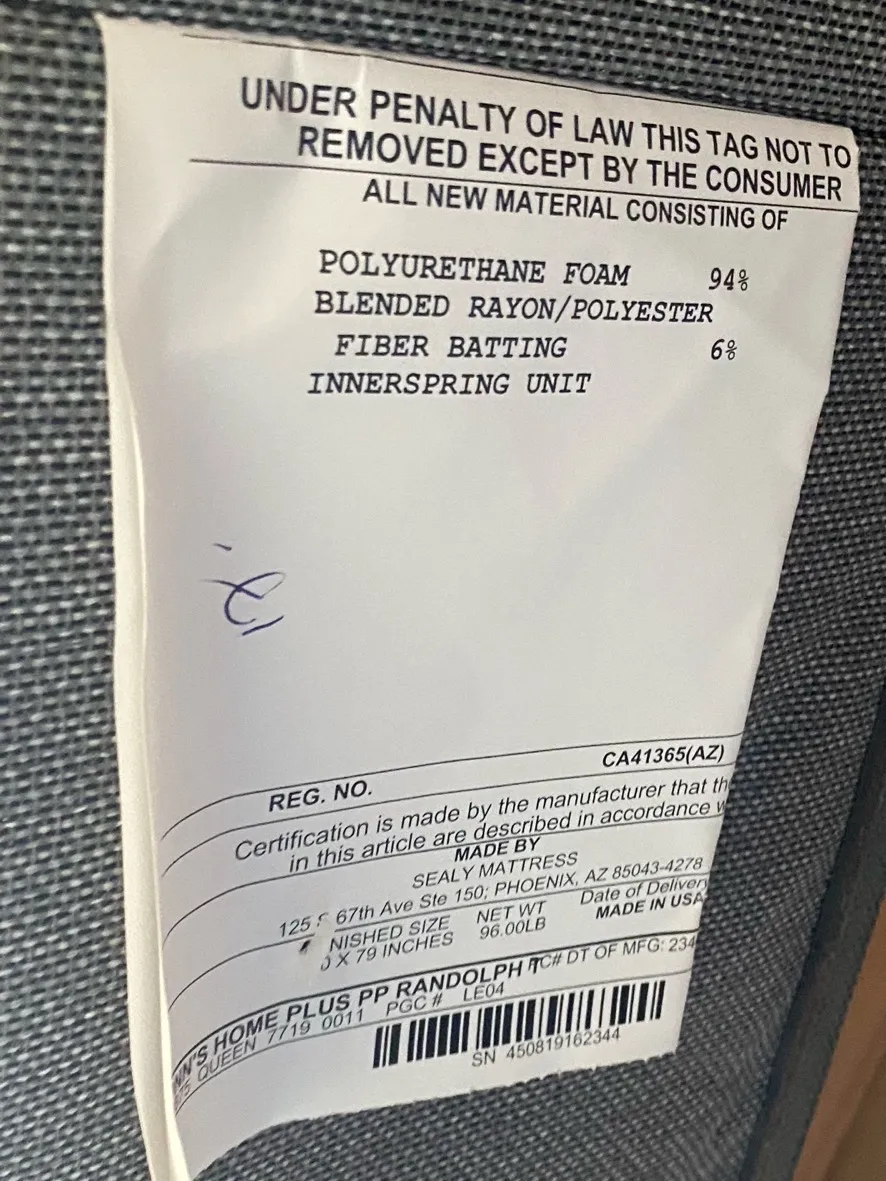 UNDER PENALTY OF LAW THIS TAG NOT TO
REMOVED EXCEPT BY THE CONSUMER
ALL NEW MATERIAL CONSISTING OF
POLYURETHANE FOAM 94%
BLENDED RAYON/POLYESTER
FIBER BATTING 6%
INNERSPRING UNIT
REG. NO. CA41365(AZ)
Certification is made by the manufacturer that
in this article are described in accordance
MADE BY
SEALY MATTRESS
125 67th Ave Ste 150; PHOENIX, AZ 85043-4278
NISHED SIZE NET WT Date of Delivery
X 79 INCHES 96.00LB MADE IN USA
HOME PLUS PP RANDOLPH TC# DT OF MFG: 234
QUEEN 7719 0011 PGC# LE04
SN 450819162344